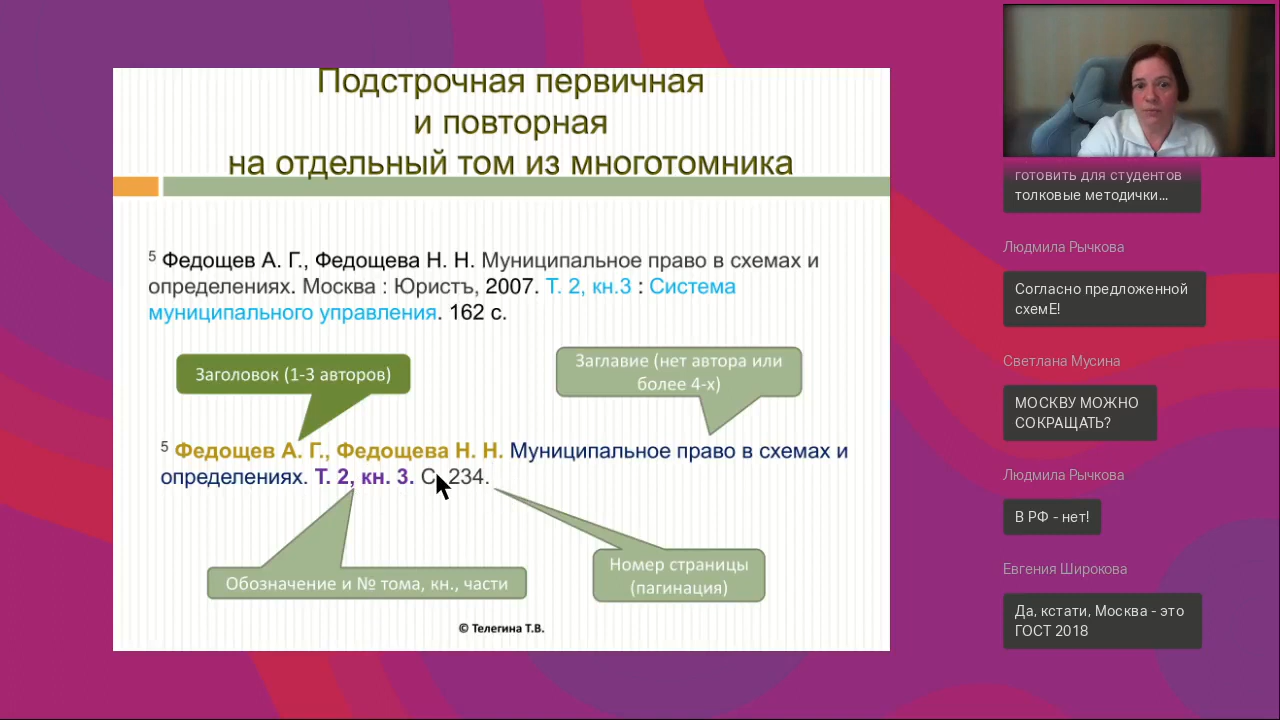 Подстрочная первичная
и повторная
на отдельный том из многотомника
5 Федощев А. Г., Федощева Н. Н. Муниципальное право в схемах и
определениях. Москва : Юристъ, 2007. Т. 2, кн.3 : Система
муниципального управления. 162 с.
Заголовок (1-3 авторов)
Заглавие (нет автора или
более 4-х)
5 Федощев А. Г., Федощева Н. Н. Муниципальное право в схемах и
определениях. Т. 2, кн. 3. С. 234.
Обозначение и № тома, кн., части
Номер страницы
(пагинация)
© Телегина Т.В.
готовить для студентов
толковые методички...
Людмила Рычкова
Согласно предложенной
схемЕ!
Светлана Мусина
МОСКВУ МОЖНО
СОКРАЩАТЬ?
Людмила Рычкова
В РФ - нет!
Евгения Широкова
Да, кстати, Москва - это
ГОСТ 2018